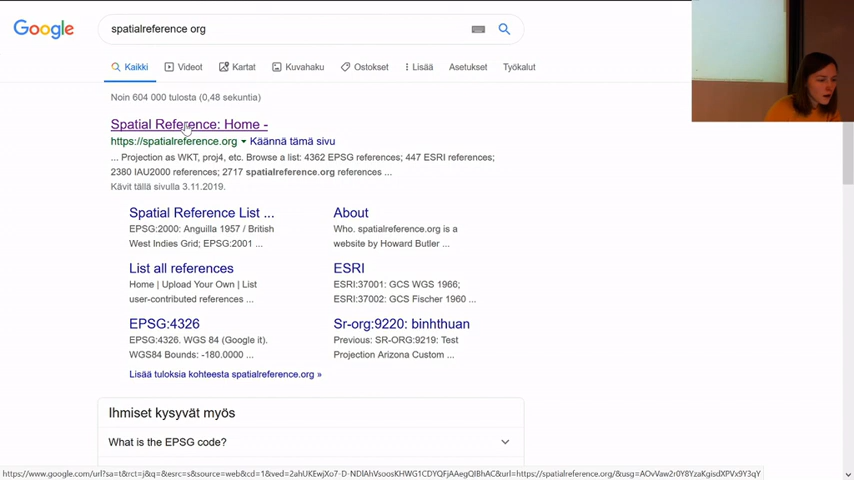 Google
spatialreference org
Kaikki
Videot
Kartat
Kuvahaku
Ostokset
Lisää
Asetukset
Työkalut
Noin 604 000 tulosta (0,48 sekuntia)
Spatial Reference: Home -
https://spatialreference.org Käännä tämä sivu
... Projection as WKT, proj4, etc. Browse a list: 4362 EPSG references; 447 ESRI references;
2380 IAU2000 references; 2717 spatialreference.org references ...
Kävit tällä sivulla 3.11.2019.
Spatial Reference List ...
EPSG:2000: Anguilla 1957 / British
West Indies Grid; EPSG:2001 ...
About
Who. spatialreference.org is a
website by Howard Butler ...
List all references
Home | Upload Your Own | List
user-contributed references ...
ESRI
ESRI:37001: GCS WGS 1966;
ESRI:37002: GCS Fischer 1960 ...
EPSG:4326
EPSG:4326. WGS 84 (Google it).
WGS84 Bounds: -180.0000 ...
Sr-org:9220: binhthuan
Previous: SR-ORG:9219: Test
Projection Arizona Custom ...
Lisää tuloksia kohteesta spatialreference.org »
Ihmiset kysyvät myös
What is the EPSG code?